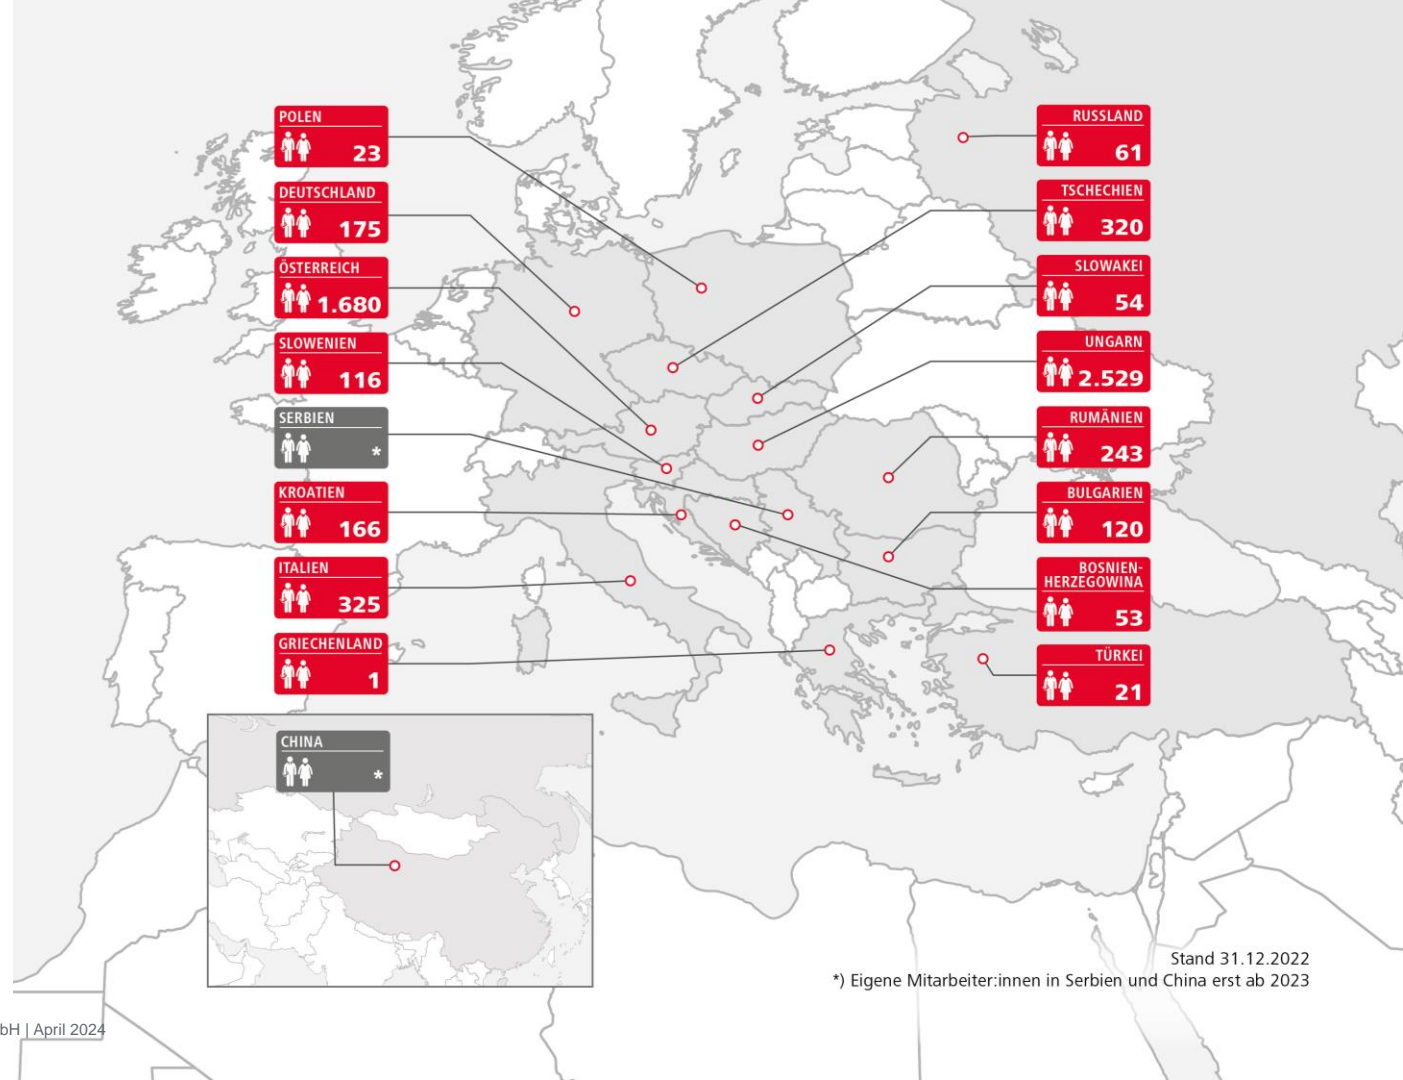 POLEN
23
DEUTSCHLAND
175
ÖSTERREICH
1.680
SLOWENIEN
116
SERBIEN
*
KROATIEN
166
ITALIEN
325
GRIECHENLAND
1
CHINA
*
RUSSLAND
61
TSCHECHIEN
320
SLOWAKEI
54
UNGARN
2.529
RUMÄNIEN
243
BULGARIEN
120
BOSNIEN-
HERZEGOWINA
53
TÜRKEI
21
Stand 31.12.2022
*) Eigene Mitarbeiter:innen in Serbien und China erst ab 2023
bH | April 2024